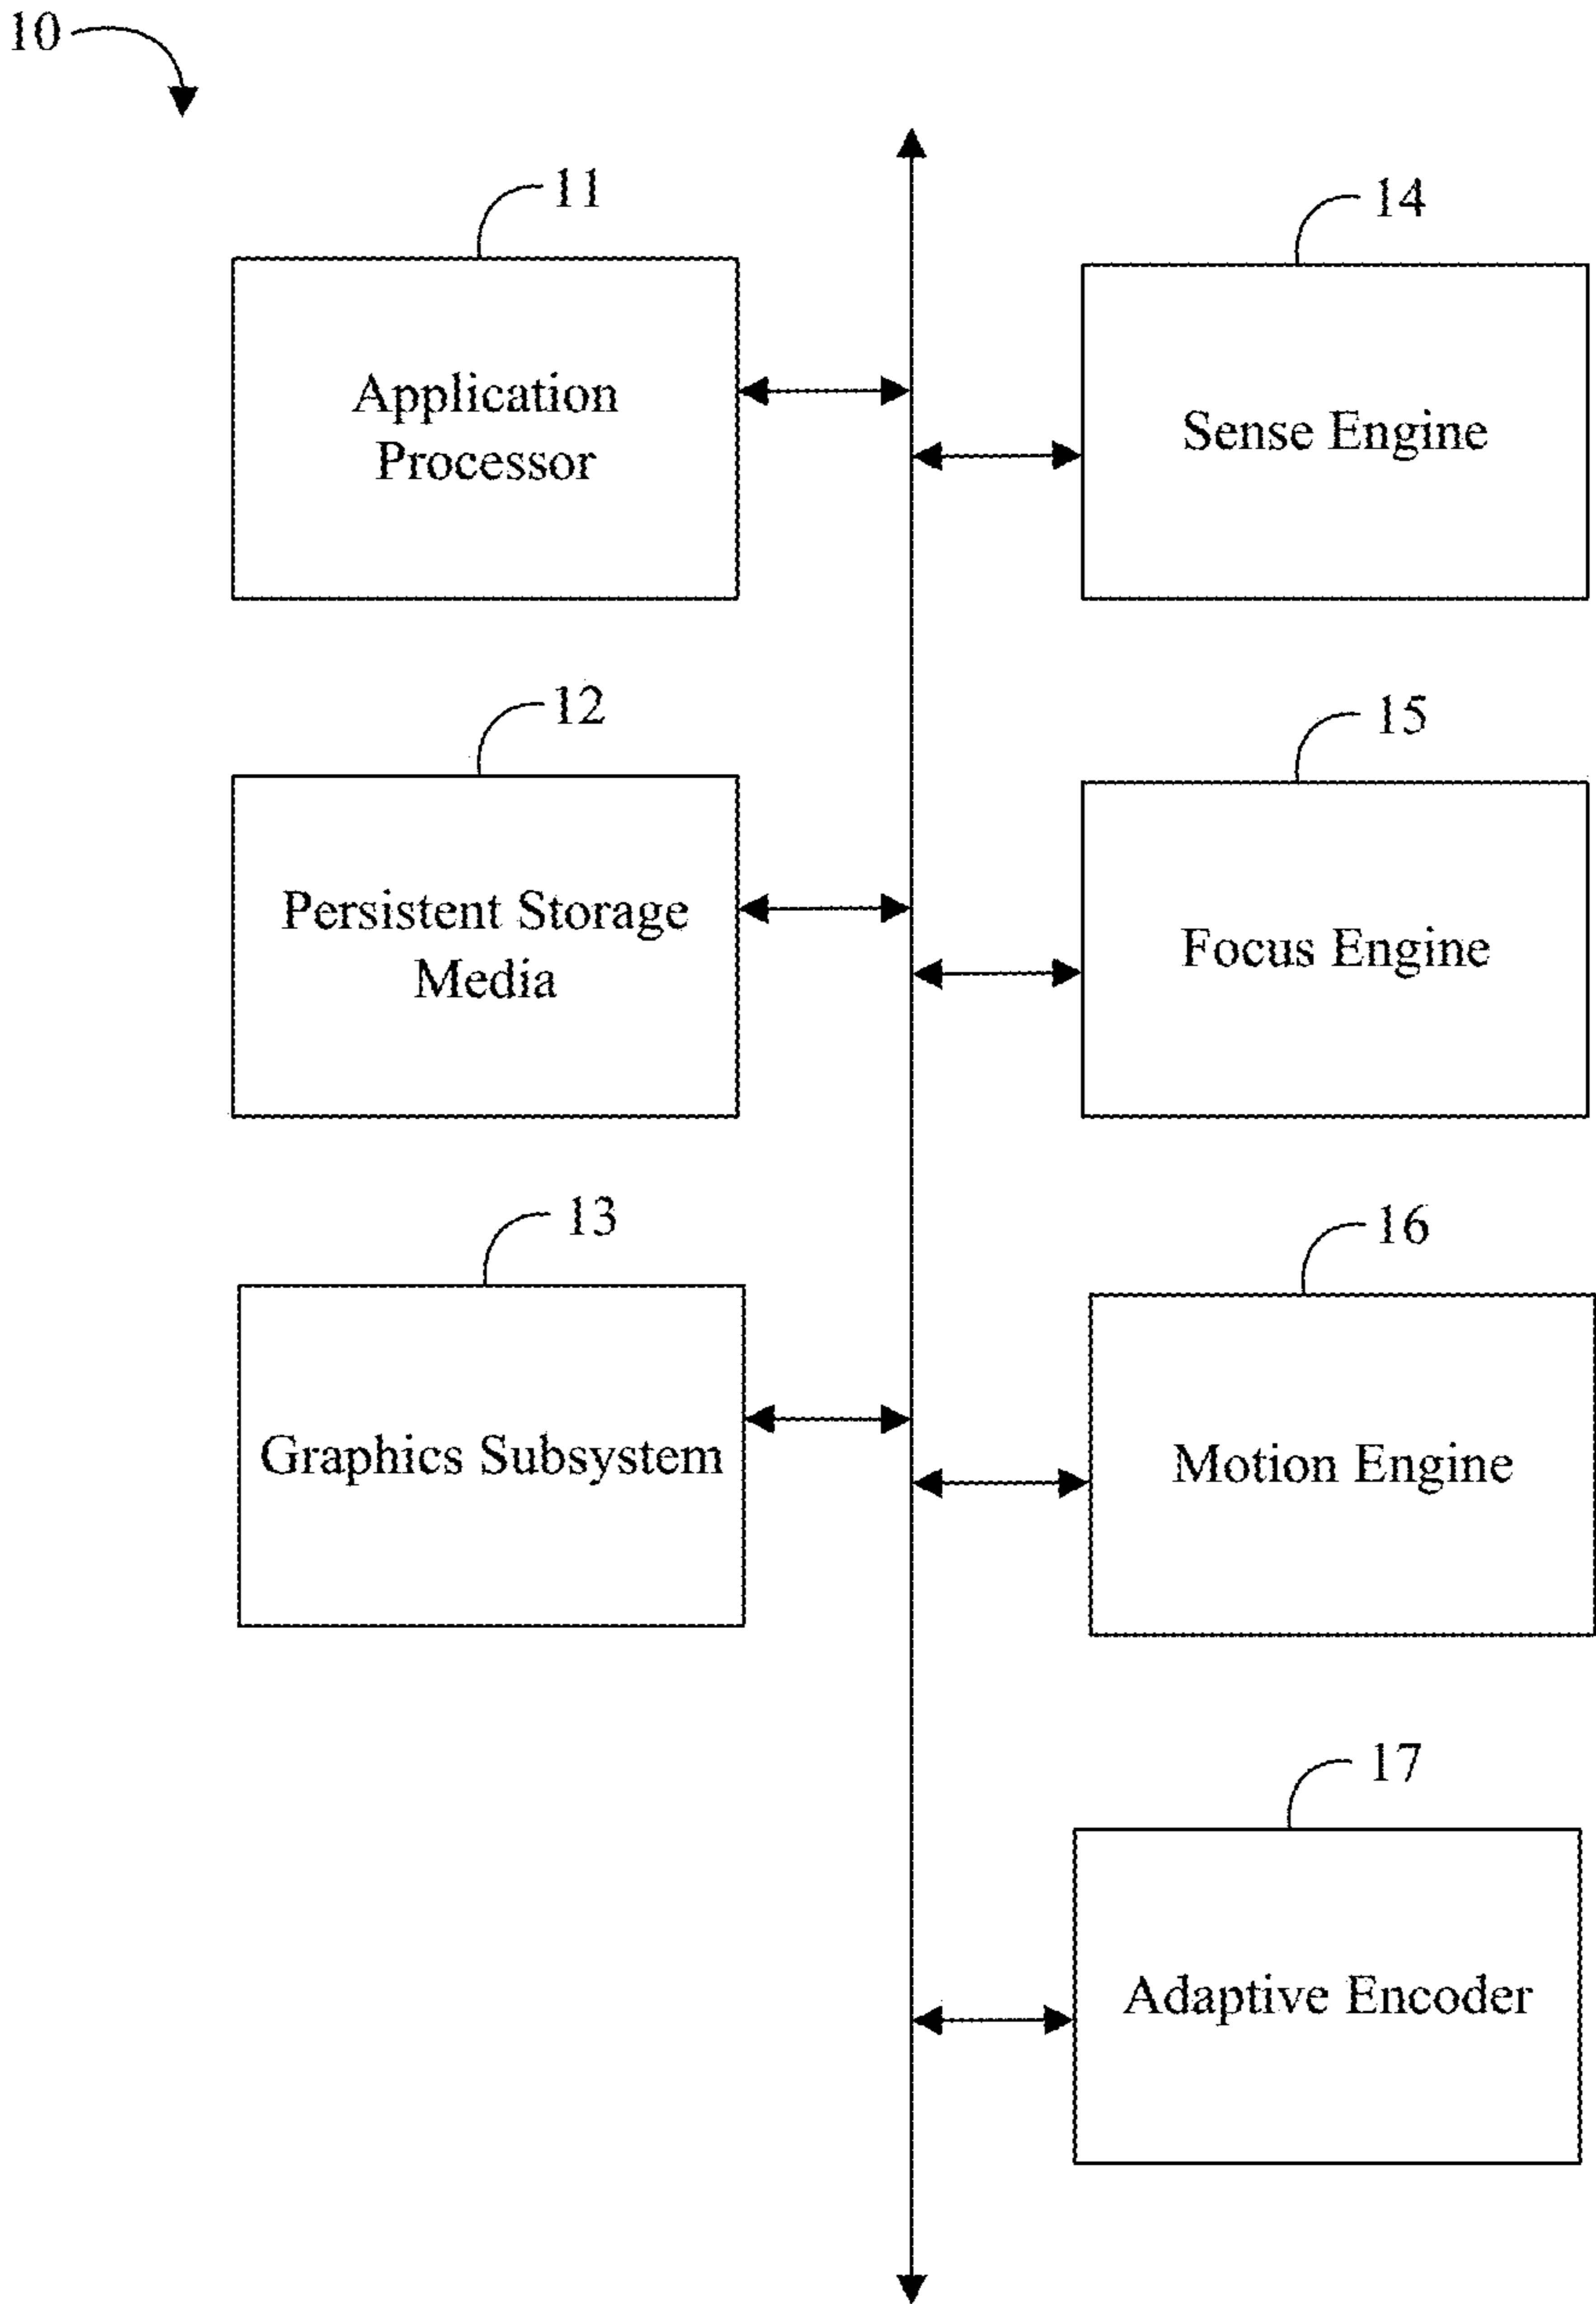 10
11
Application
Processor
12
Persistent Storage
Media
13
Graphics Subsystem
14
Sense Engine
15
Focus Engine
16
Motion Engine
17
Adaptive Encoder